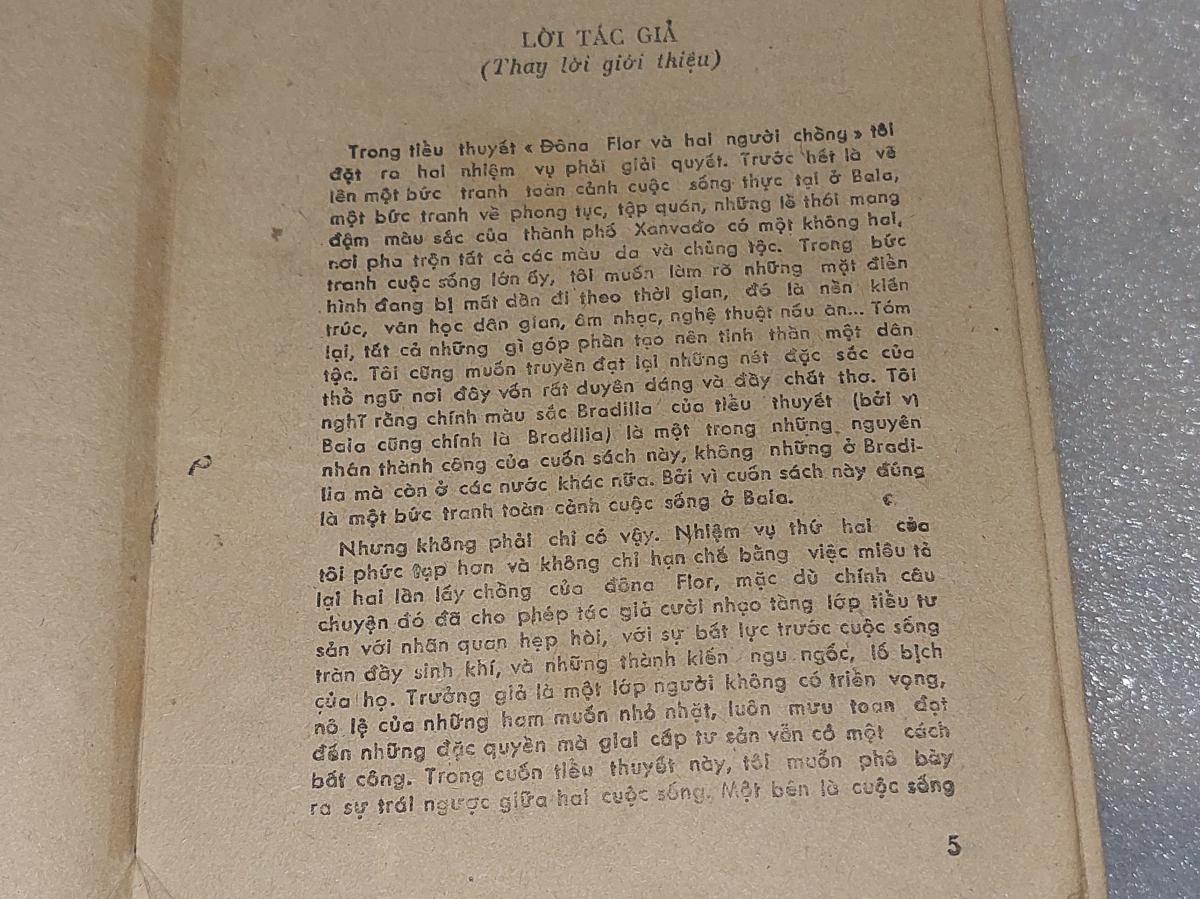 LỜI TÁC GIẢ
(Thay lời giới thiệu)
Trong tiểu thuyết « Đôna Flor và hai người chồng » tôi
đặt ra hai nhiệm vụ phải giải quyết. Trước hết là vẽ
lên một bức tranh toàn cảnh cuộc sống thực tại ở Baia,
một bức tranh về phong tục, tập quán, những lề thói mang
đậm màu sắc của thành phố Xanvađo có một không hai,
nơi pha trộn tất cả các màu da và chủng tộc. Trong bức
tranh cuộc sống lớn ấy, tôi muốn làm rõ những mặt điển
hình đang bị mất dần đi theo thời gian, đó là nền kiến
trúc, văn học dân gian, âm nhạc, nghệ thuật nấu ăn... Tóm
lại, tất cả những gì góp phần tạo nên tinh thần một dân
tộc. Tôi cũng muốn truyền đạt lại những nét đặc sắc của
thổ ngữ nơi đây vốn rất duyên dáng và đầy chất thơ. Tôi
nghĩ rằng chính màu sắc Bradilia của tiểu thuyết (bởi vì
Baia cũng chính là Bradilia) là một trong những nguyên
nhân thành công của cuốn sách này, không những ở Bradi-
lia mà còn ở các nước khác nữa. Bởi vì cuốn sách này đúng
là một bức tranh toàn cảnh cuộc sống ở Baia.
Nhưng không phải chỉ có vậy. Nhiệm vụ thứ hai của
tôi phức tạp hơn và không chỉ hạn chế bằng việc miêu tả
lại hai lần lấy chồng của đôna Flor, mặc dù chính câu
chuyện đó đã cho phép tác giả cười nhạo tầng lớp tiểu tư
sản với nhãn quan hẹp hòi, với sự bất lực trước cuộc sống
tràn đầy sinh khí, và những thành kiến ngu ngốc, lố bịch
của họ. Trưởng giả là một lớp người không có triển vọng,
nô lệ của những ham muốn nhỏ nhặt, luôn mưu toan đạt
đến những đặc quyền mà giai cấp tư sản vẫn có một cách
bất công. Trong cuốn tiểu thuyết này, tôi muốn phô bày
ra sự trái ngược giữa hai cuộc sống. Một bên là cuộc sống
5